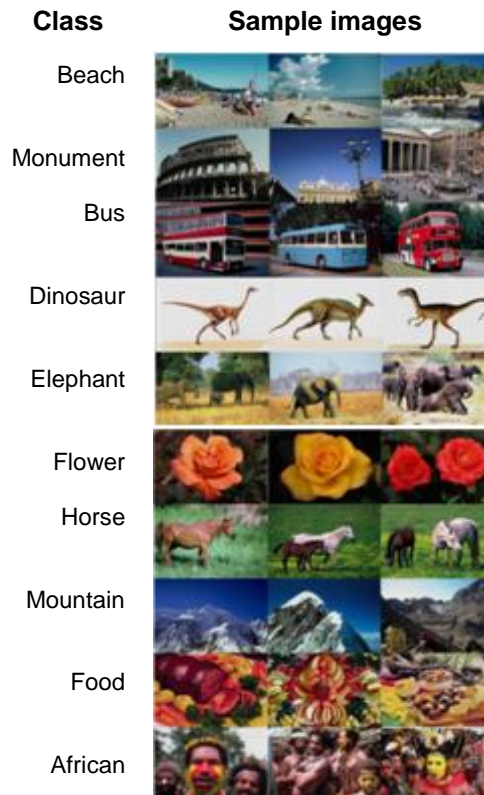 Class Sample images
Beach
Monument
Bus
Dinosaur
Elephant
Flower
Horse
Mountain
Food
African